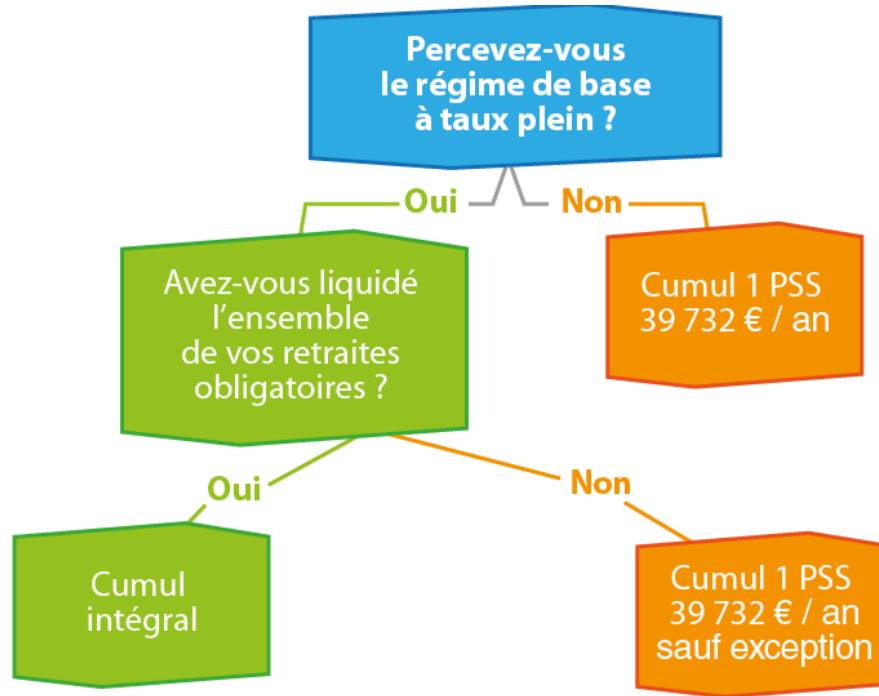 Percevez-vous
le régime de base
à taux plein ?
Oui
Non
Avez-vous liquidé
l'ensemble
de vos retraites
obligatoires ?
Cumul 1 PSS
39 732 € / an
Oui
Non
Cumul
intégral
Cumul 1 PSS
39 732 € / an
sauf exception